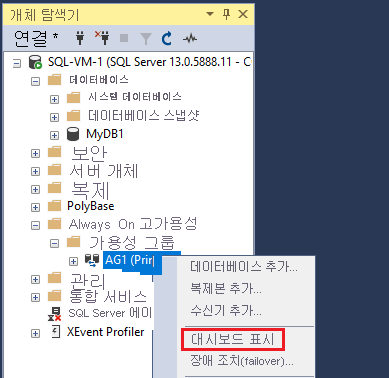 개체 탐색기
연결 *
SQL-VM-1 (SQL Server 13.0.5888.11 - C
데이터베이스
시스템 데이터베이스
데이터베이스 스냅샷
MyDB1
보안
서버 개체
복제
PolyBase
Always On 고가용성
가용성 그룹
AG1 (Pri
관리
통합 서비스
SQL Server 에이
XEvent Profiler
데이터베이스 추가...
복제본 추가...
수신기 추가...
대시보드 표시
장애 조치(failover)...